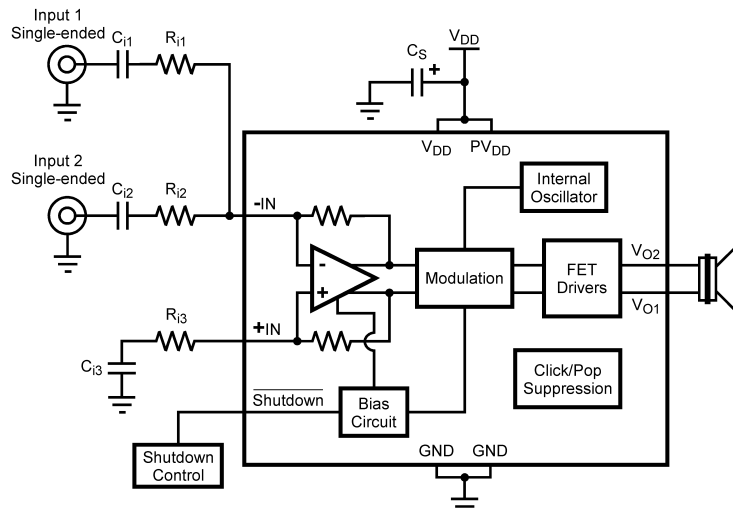 Input 1
Single-ended
Ci1
Ri1
VDD
CS
+
VDD
PVDD
Input 2
Single-ended
Ci2
Ri2
-IN
Internal
Oscillator
-
+
Modulation
FET
Drivers
VO2
VO1
Ri3
+IN
Ci3
Shutdown
Bias
Circuit
Click/Pop
Suppression
Shutdown
Control
GND
GND